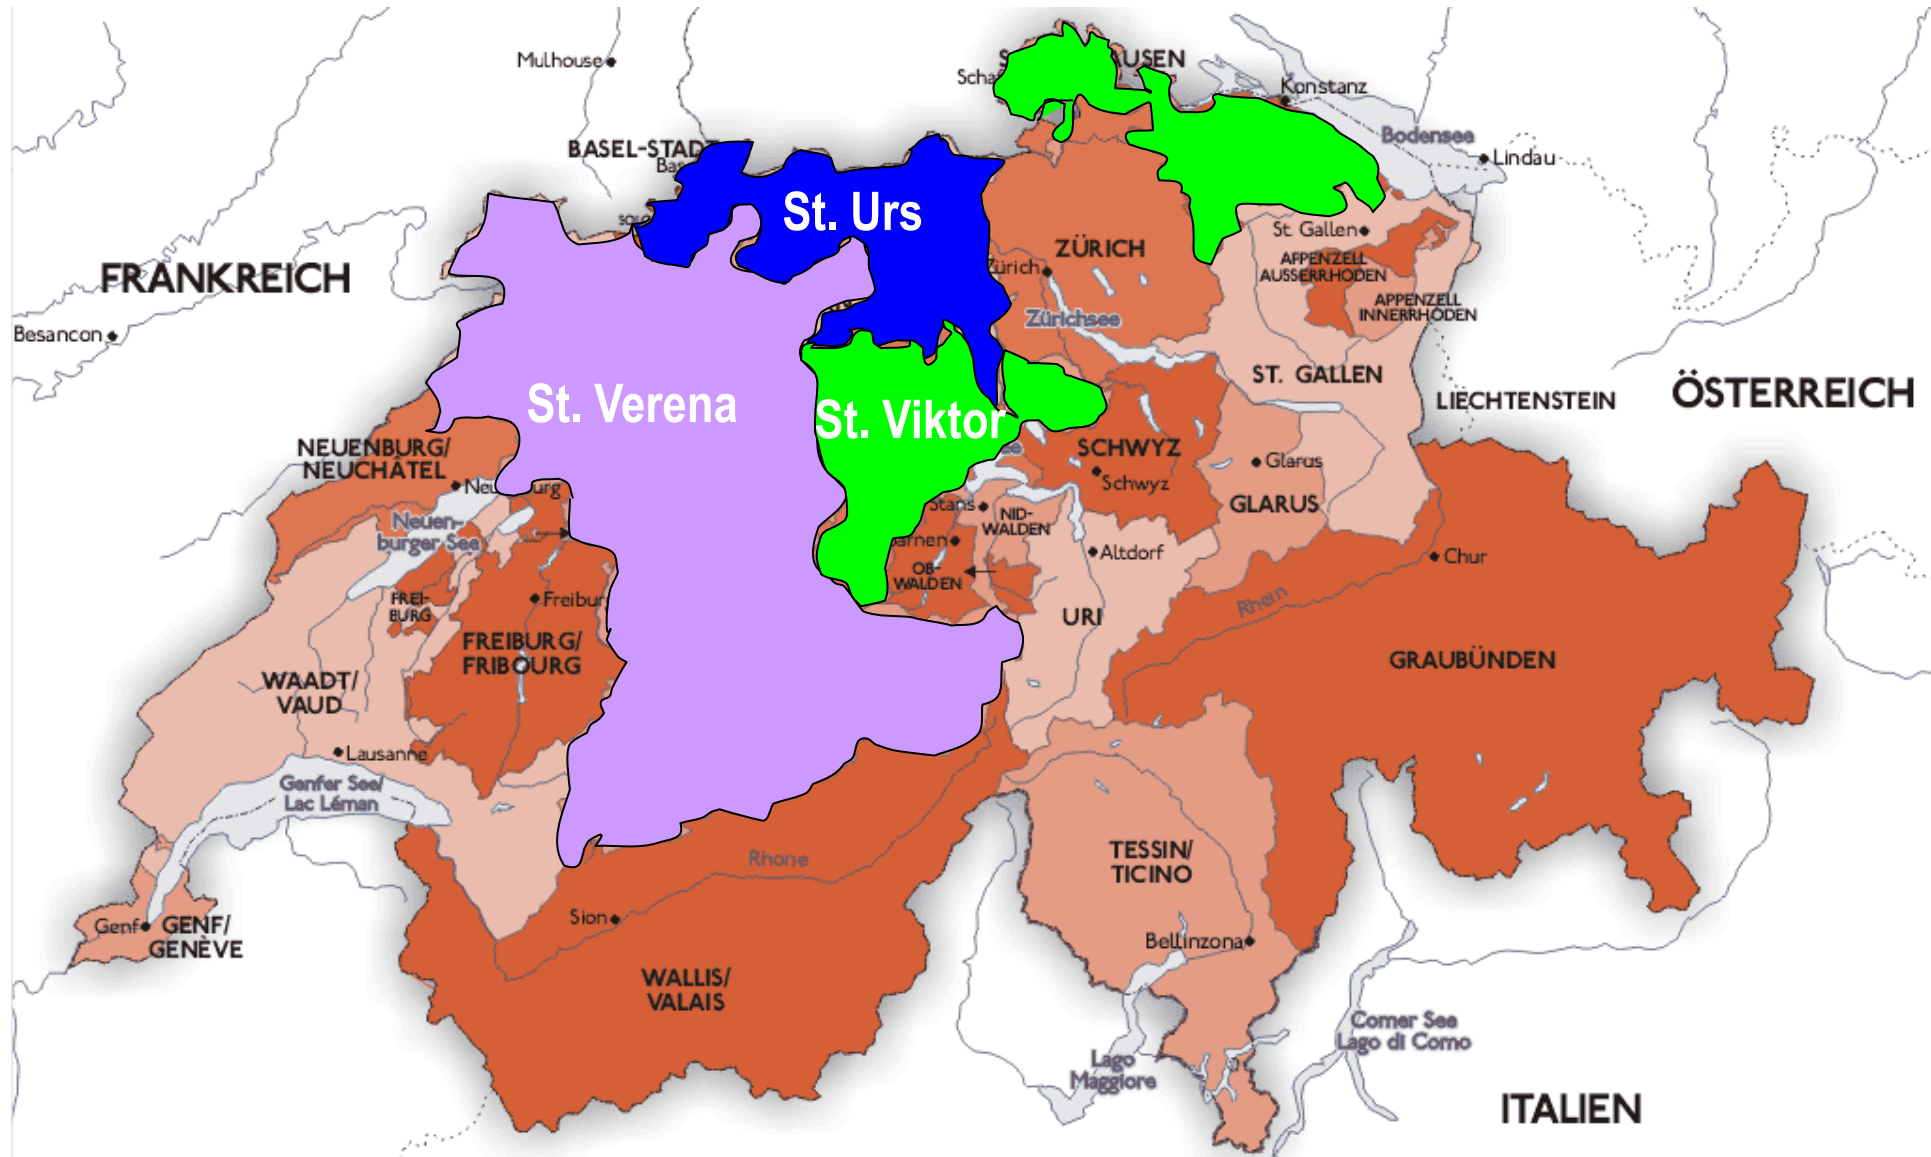 Mulhouse
AUSEN
Konstanz
Bodensee
Lindau
BASEL-STADT
St. Urs
St. Gallen
ZÜRICH
APPENZELL
AUSSERRHODEN
FRANKREICH
Zürich
APPENZELL
INNERRHODEN
Besancon
Zürichsee
ST. GALLEN
LIECHTENSTEIN
ÖSTERREICH
St. Verena
St. Viktor
NEUENBURG/
NEUCHÂTEL
SCHWYZ
Glarus
Schwyz
GLARUS
Neuen-
burger See
Stans
NID-
WALDEN
Altdorf
Chur
OB-
WALDEN
FREI-
BURG
Freibur
URI
Rhein
FREIBURG/
FRIBOURG
GRAUBÜNDEN
WAADT/
VAUD
Lausanne
Genfer See/
Lac Léman
Rhone
TESSIN/
TICINO
Genf
GENF/
GENÈVE
Sion
Bellinzona
WALLIS/
VALAIS
Comer See
Lago di Como
Lago
Maggiore
ITALIEN